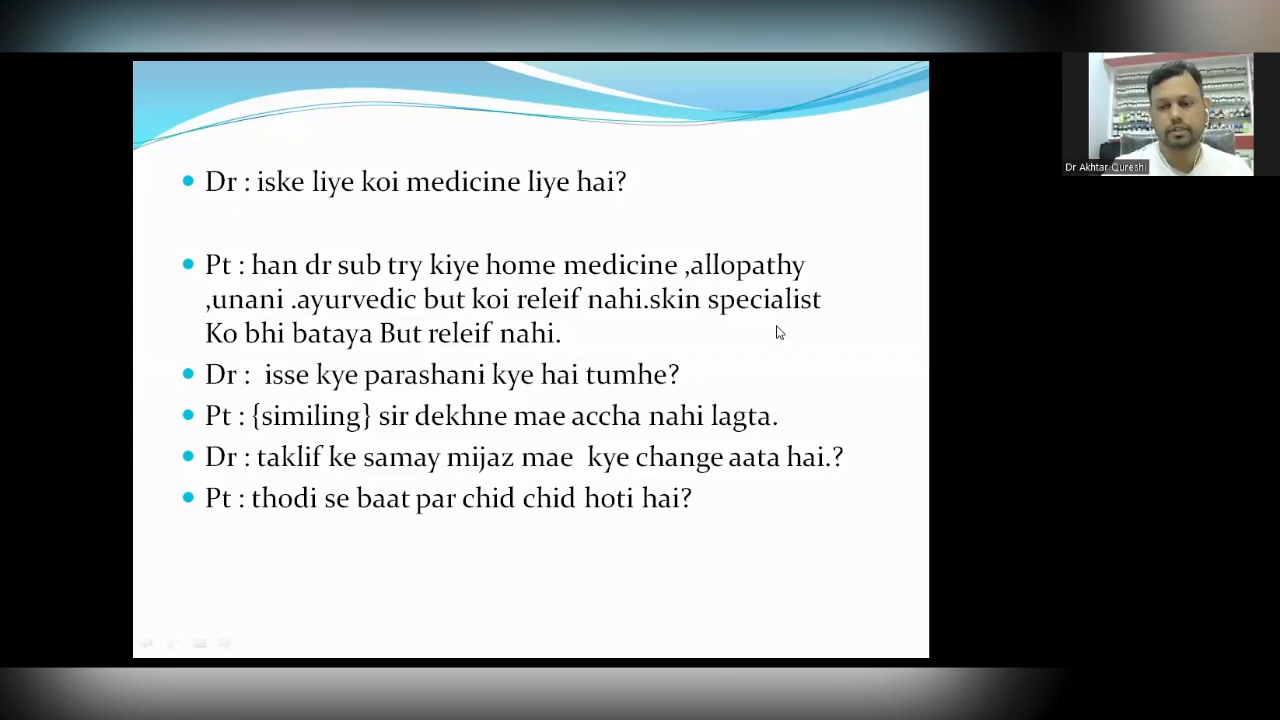 Dr : iske liye koi medicine liye hai?
Pt : han dr sub try kiye home medicine ,allopathy
,unani .ayurvedic but koi releif nahi.skin specialist
Ko bhi bataya But releif nahi.
Dr :  isse kye parashani kye hai tumhe?
Pt : {similing} sir dekhne mae accha nahi lagta.
Dr : taklif ke samay mijaz mae  kye change aata hai.?
Pt : thodi se baat par chid chid hoti hai?
Dr Akhtar Qureshi